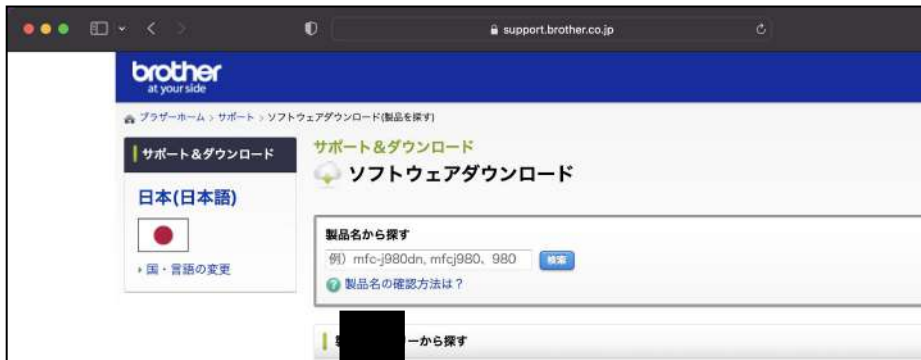 support.brother.co.jp
brother
at your side
ブラザーホーム › サポート › ソフトウェアダウンロード(製品を探す)
サポート＆ダウンロード
日本(日本語)
国・言語の変更
サポート＆ダウンロード
ソフトウェアダウンロード
製品名から探す
例）mfc-j980dn, mfcj980、980
検索
製品名の確認方法は？
ーから探す